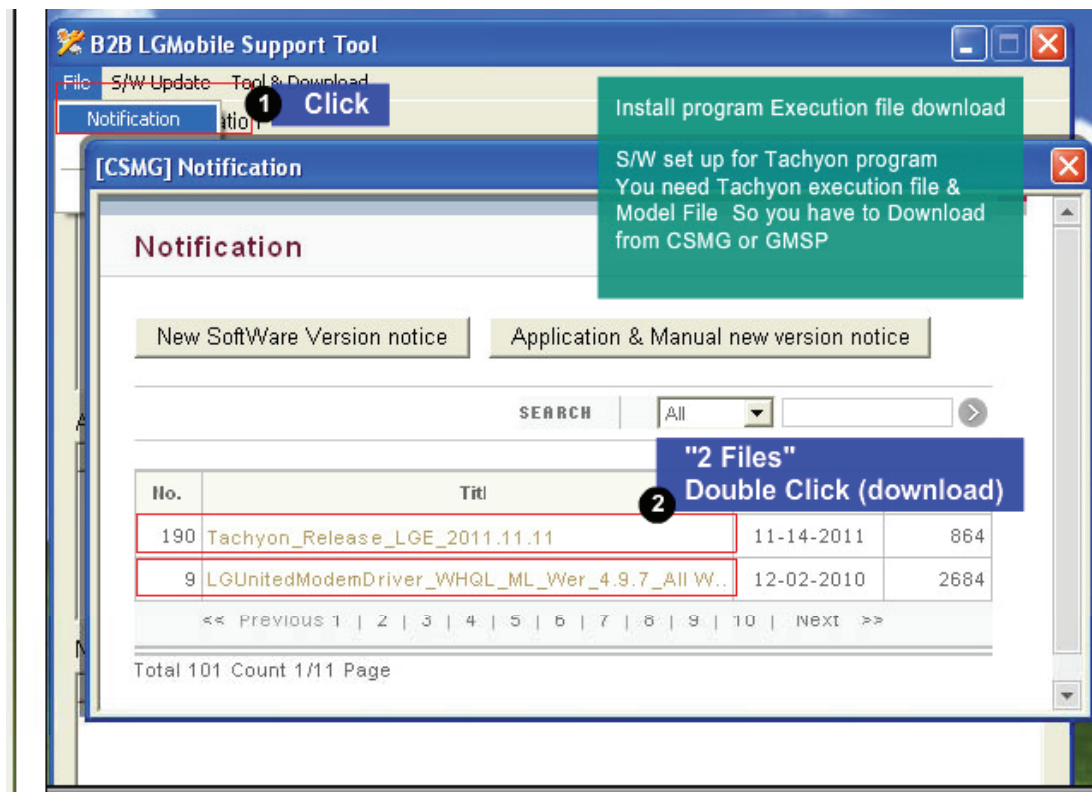 B2B LGMobile Support Tool
File S/W Update Tool & Download
Notification
1 Click
Install program Execution file download
S/W set up for Tachyon program
You need Tachyon execution file &
Model File So you have to Download
from CSMG or GMSP
[CSMG] Notification
Notification
New SoftWare Version notice Application & Manual new version notice
SEARCH All
"2 Files"
2 Double Click (download)
No. Titl
190 Tachyon_Release_LGE_2011.11.11 11-14-2011 864
9 LGUnitedModemDriver_WHQL_ML_Wer_4.9.7_All W.. 12-02-2010 2684
<< Previous 1 | 2 | 3 | 4 | 5 | 6 | 7 | 8 | 9 | 10 | Next >>
Total 101 Count 1/11 Page